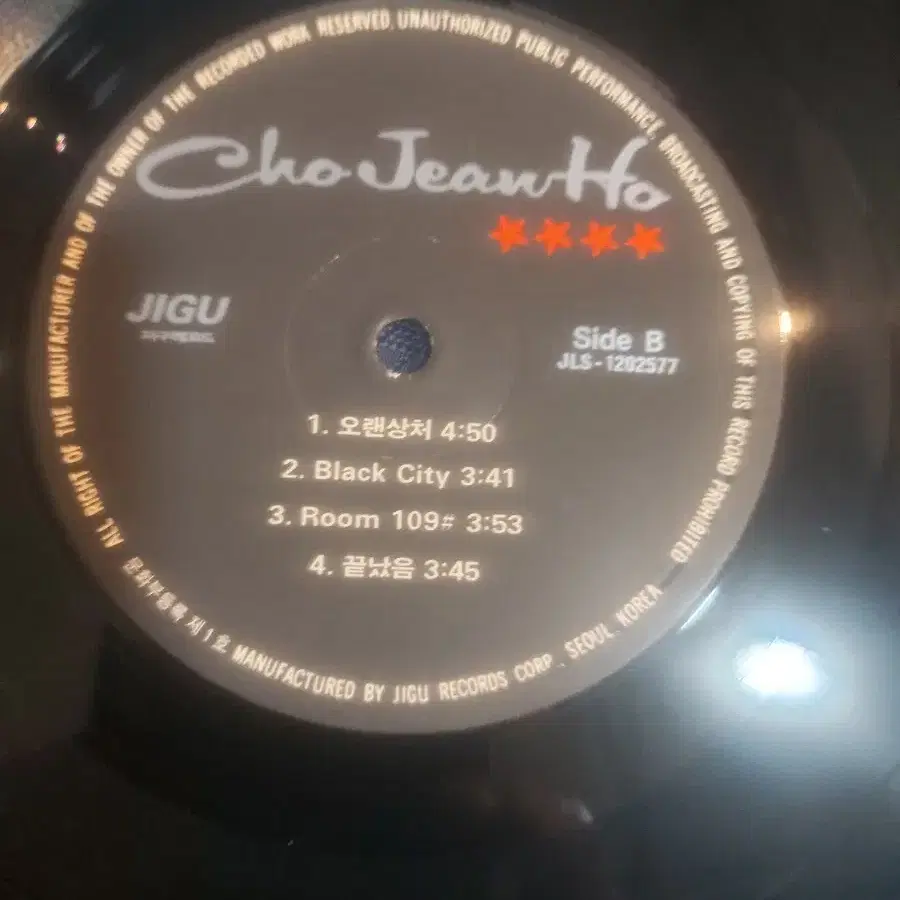 ALL RIGHT OF THE MANUFACTURER AND OF THE OWNER OF THE RECORDED WORK RESERVED. UNAUTHORIZED PUBLIC PERFORMANCE, BROADCASTING AND COPYING OF THIS RECORD PROHIBITED
Cho Jean Ho
JIGU
Side B
JLS-1202577
1. 오랜상처 4:50
2. Black City 3:41
3. Room 109# 3:53
4. 끝났음 3:45
문화부등록 제1호 MANUFACTURED BY JIGU RECORDS CORP., SEOUL KOREA